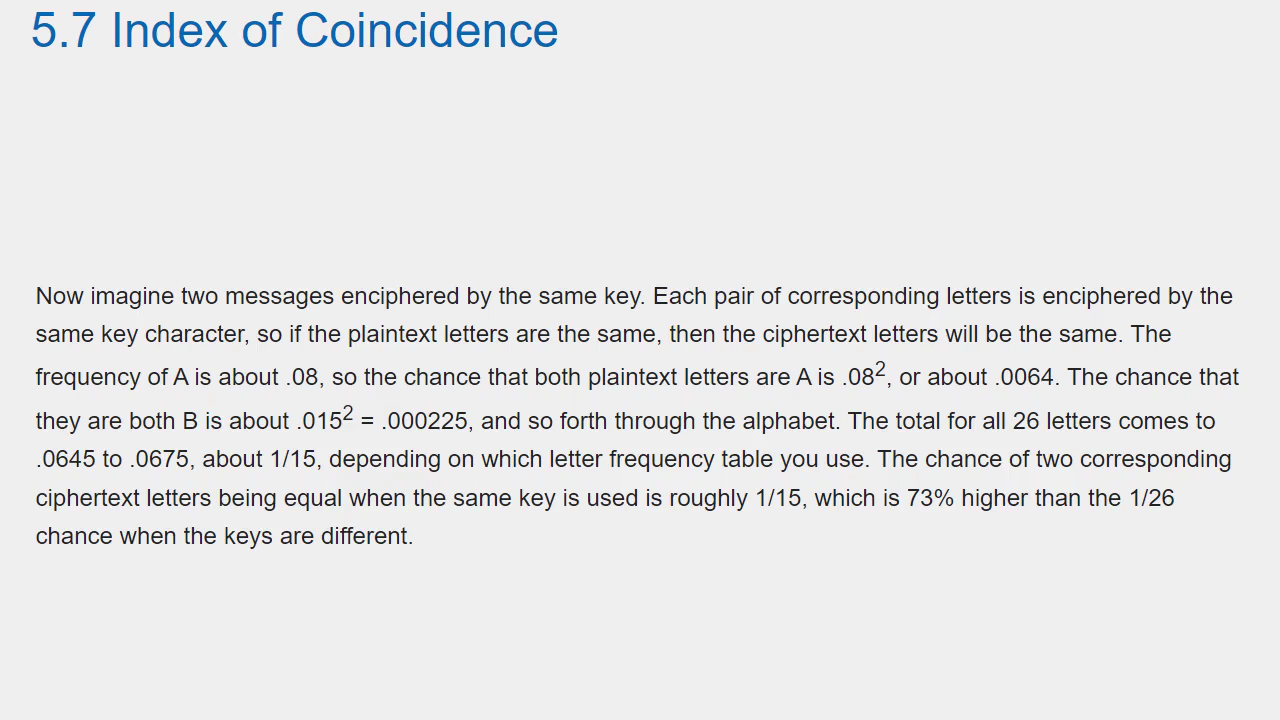 5.7 Index of Coincidence
Now imagine two messages enciphered by the same key. Each pair of corresponding letters is enciphered by the
same key character, so if the plaintext letters are the same, then the ciphertext letters will be the same. The
frequency of A is about .08, so the chance that both plaintext letters are A is .08², or about .0064. The chance that
they are both B is about .015² = .000225, and so forth through the alphabet. The total for all 26 letters comes to
.0645 to .0675, about 1/15, depending on which letter frequency table you use. The chance of two corresponding
ciphertext letters being equal when the same key is used is roughly 1/15, which is 73% higher than the 1/26
chance when the keys are different.